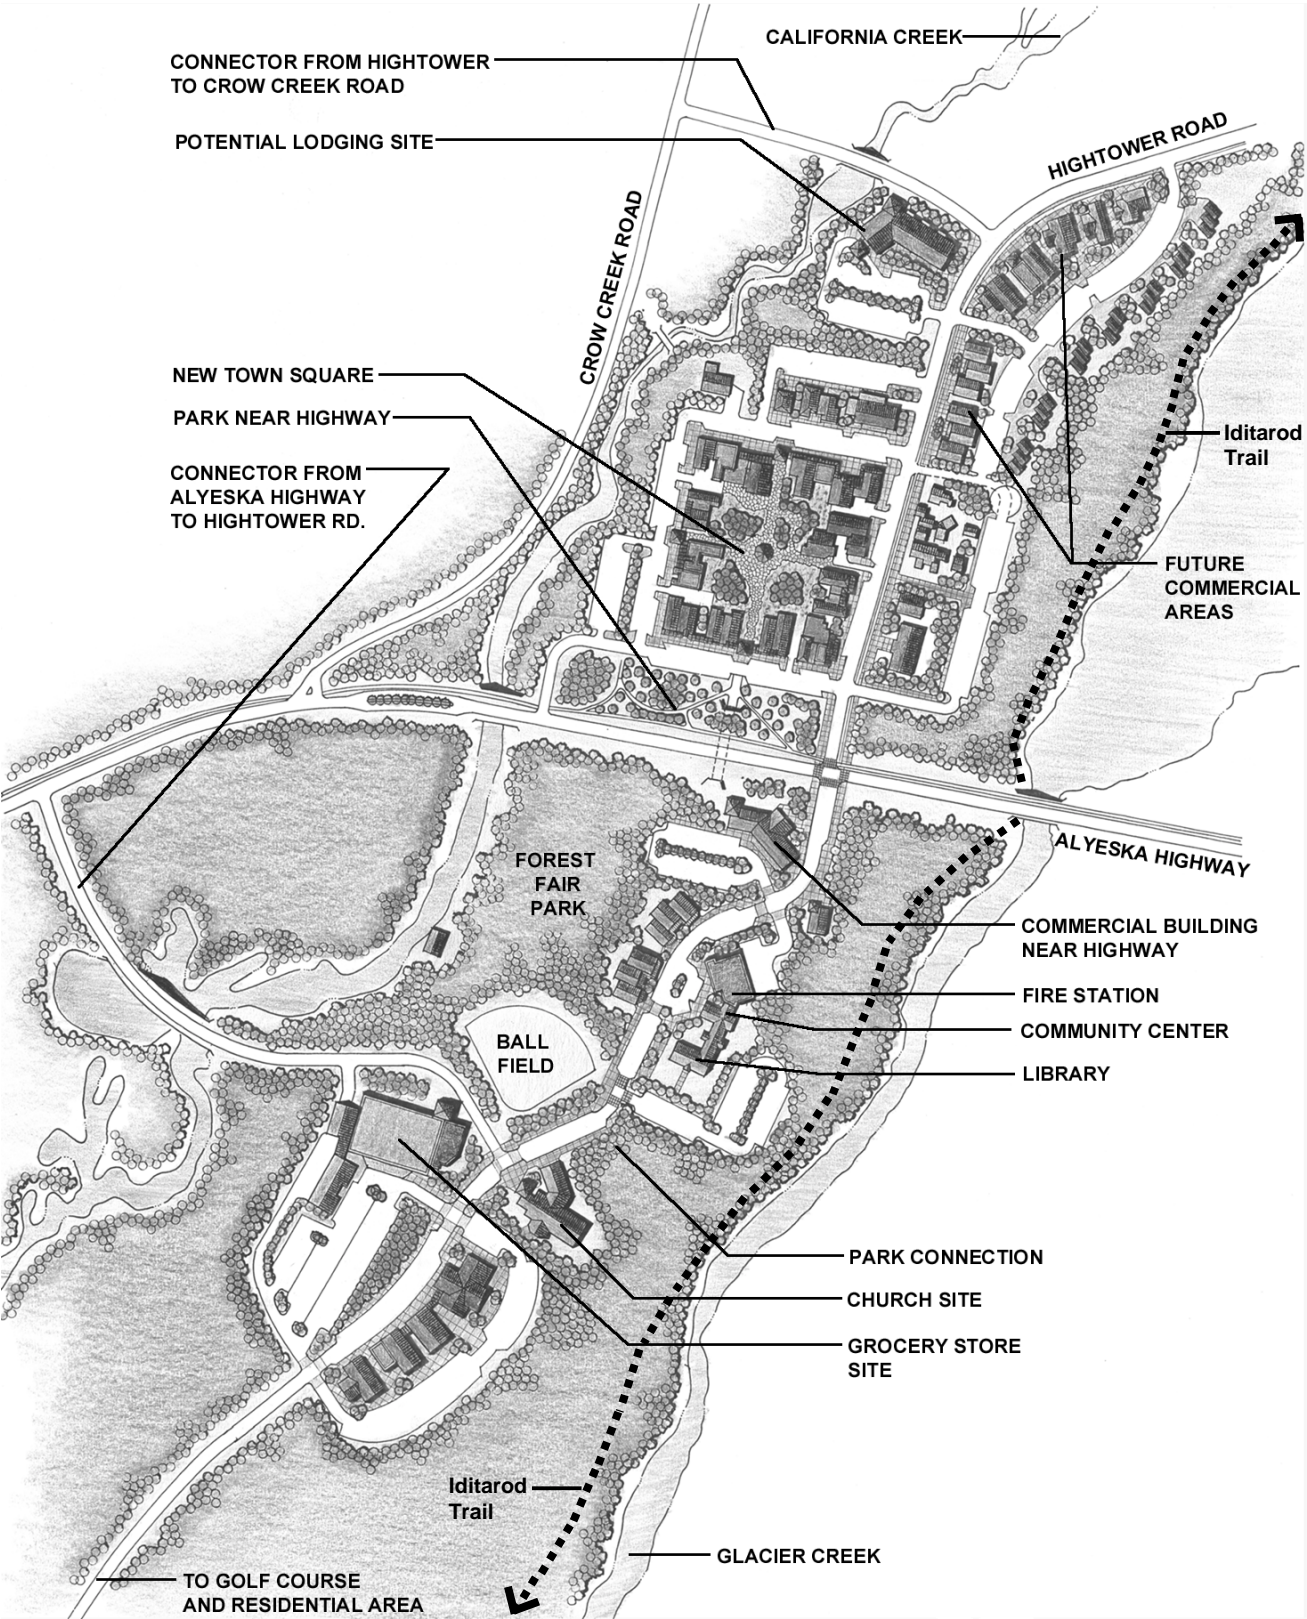 CALIFORNIA CREEK
CONNECTOR FROM HIGHTOWER
TO CROW CREEK ROAD
POTENTIAL LODGING SITE
HIGHTOWER ROAD
CROW CREEK ROAD
NEW TOWN SQUARE
PARK NEAR HIGHWAY
CONNECTOR FROM
ALYESKA HIGHWAY
TO HIGHTOWER RD.
Iditarod
Trail
FUTURE
COMMERCIAL
AREAS
ALYESKA HIGHWAY
FOREST
FAIR
PARK
COMMERCIAL BUILDING
NEAR HIGHWAY
FIRE STATION
COMMUNITY CENTER
LIBRARY
BALL
FIELD
PARK CONNECTION
CHURCH SITE
GROCERY STORE
SITE
Iditarod
Trail
GLACIER CREEK
TO GOLF COURSE
AND RESIDENTIAL AREA